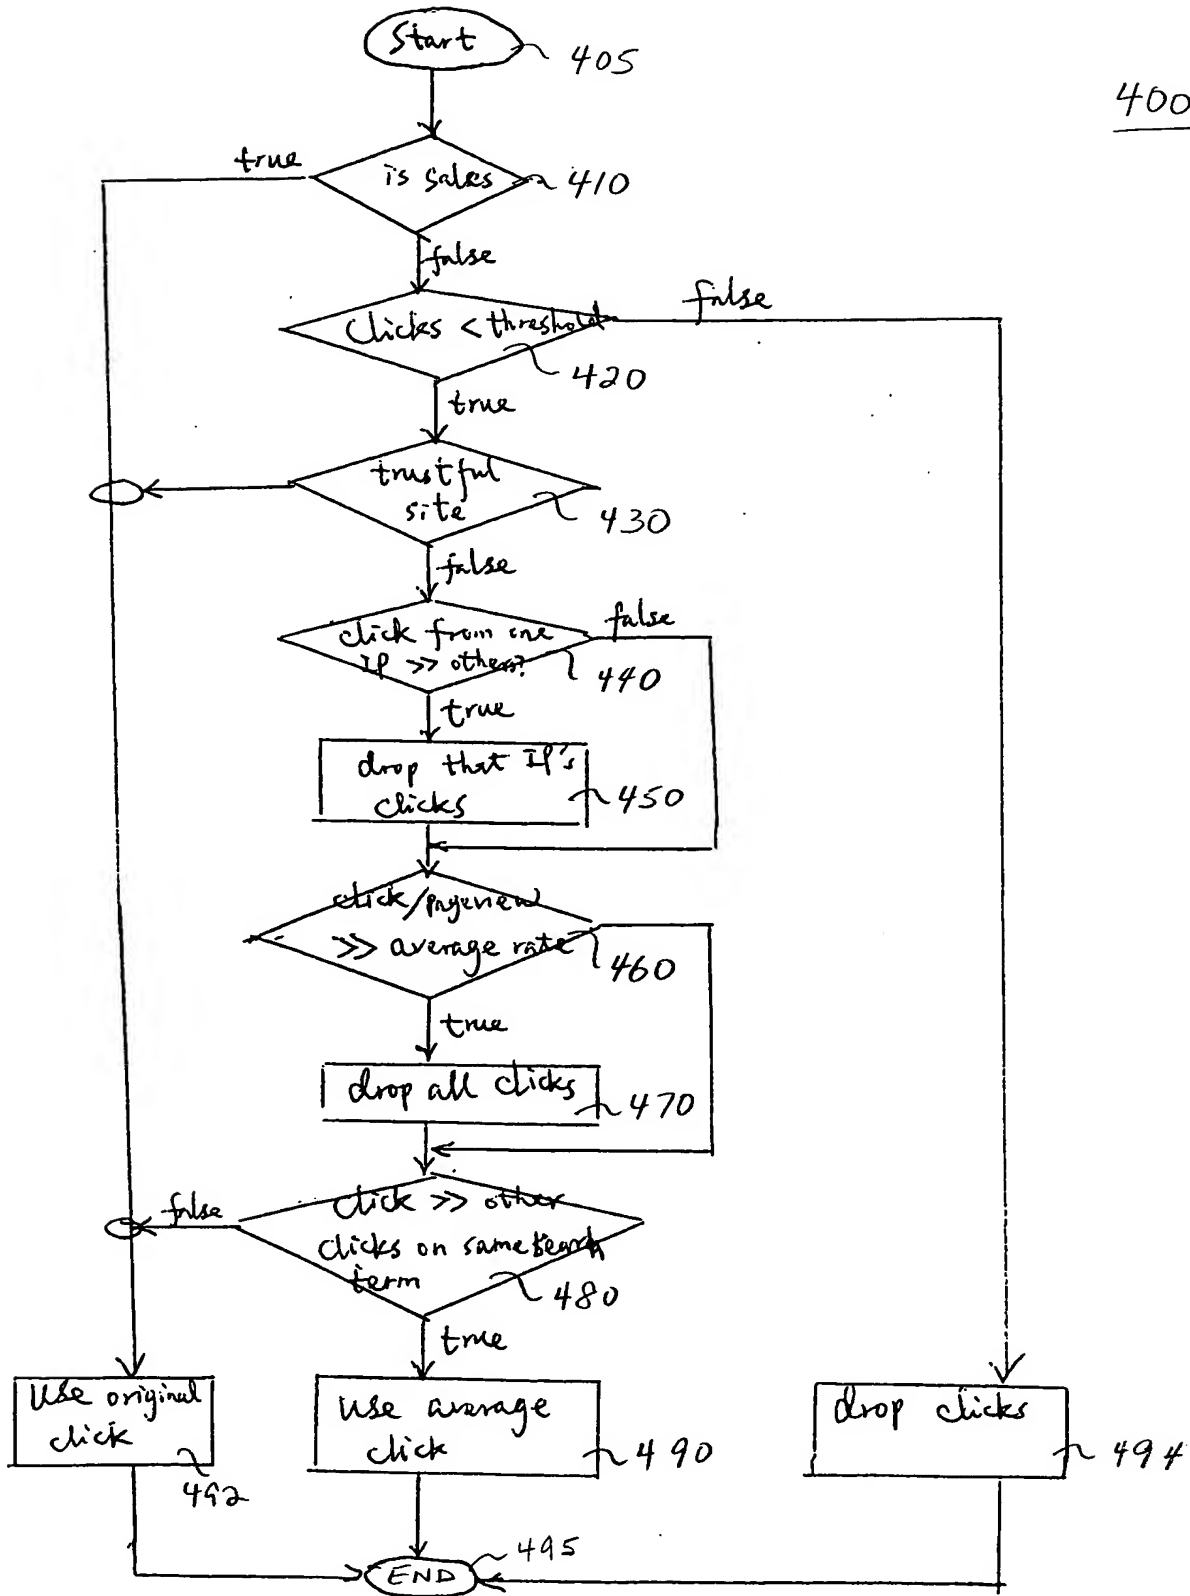 Start
405
400
true
is sales
410
false
clicks < threshold
false
420
true
trustful
site
430
false
click from one
IP >> others?
false
440
true
drop that IP's
clicks
450
click/pageview
>> average rate
460
true
drop all clicks
470
click >> other
false
clicks on same search
term
480
true
use original
click
492
use average
click
490
drop clicks
494
495
END